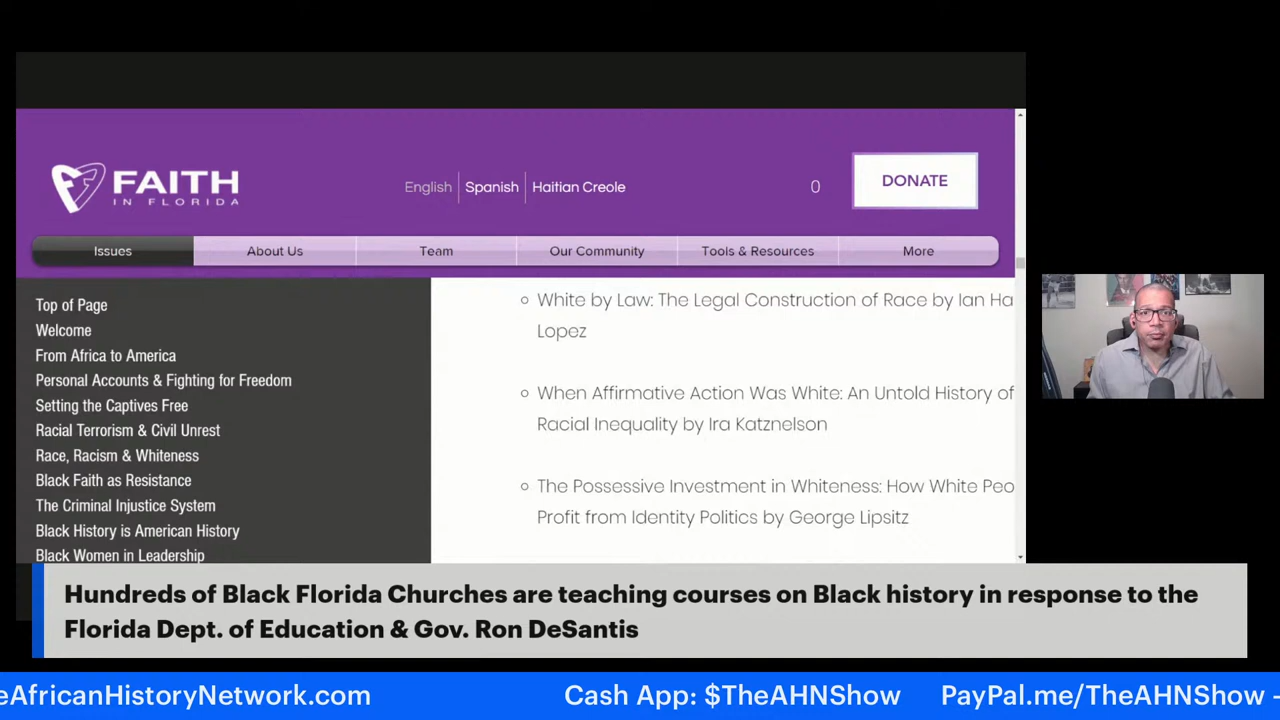 FAITH
IN FLORIDA
English
Spanish
Haitian Creole
0
DONATE
Issues
About Us
Team
Our Community
Tools & Resources
More
Top of Page
Welcome
From Africa to America
Personal Accounts & Fighting for Freedom
Setting the Captives Free
Racial Terrorism & Civil Unrest
Race, Racism & Whiteness
Black Faith as Resistance
The Criminal Injustice System
Black History is American History
Black Women in Leadership
White by Law: The Legal Construction of Race by Ian Ha
Lopez
When Affirmative Action Was White: An Untold History of
Racial Inequality by Ira Katznelson
The Possessive Investment in Whiteness: How White Peo
Profit from Identity Politics by George Lipsitz
Hundreds of Black Florida Churches are teaching courses on Black history in response to the
Florida Dept. of Education & Gov. Ron DeSantis
eAfricanHistoryNetwork.com Cash App: $TheAHNShow PayPal.me/TheAHNShow -